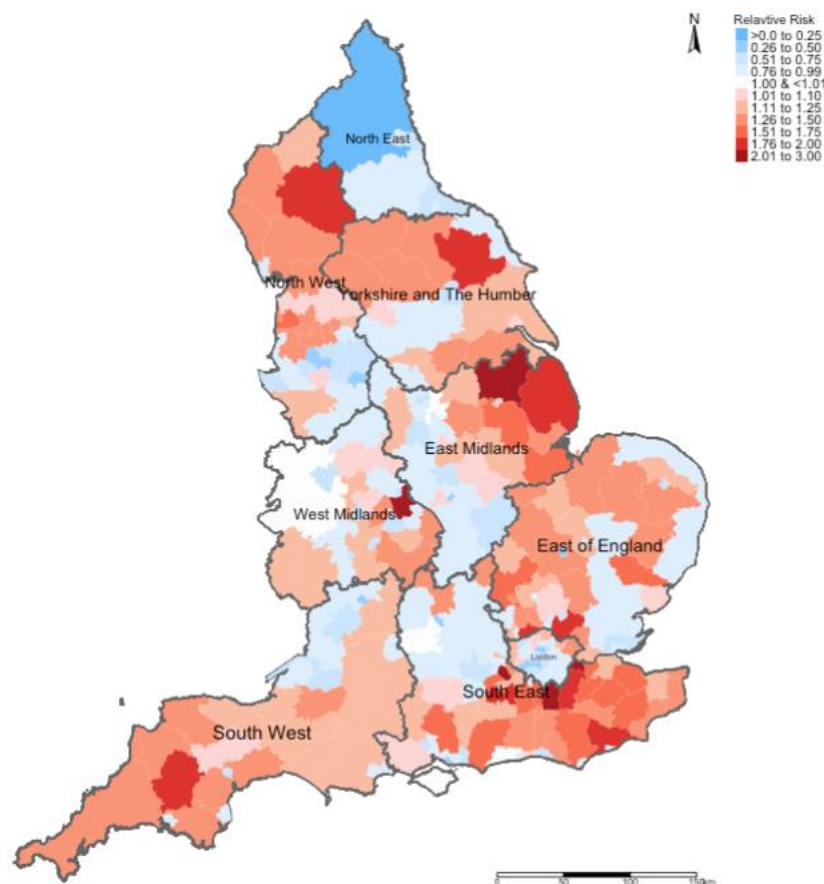 N
Relavtive Risk
>0.0 to 0.25
0.26 to 0.50
0.51 to 0.75
0.76 to 0.99
1.00 & <1.01
1.01 to 1.10
1.11 to 1.25
1.26 to 1.50
1.51 to 1.75
1.76 to 2.00
2.01 to 3.00
North East
North West
Yorkshire and The Humber
East Midlands
West Midlands
East of England
London
South East
South West
0 50 100 150km